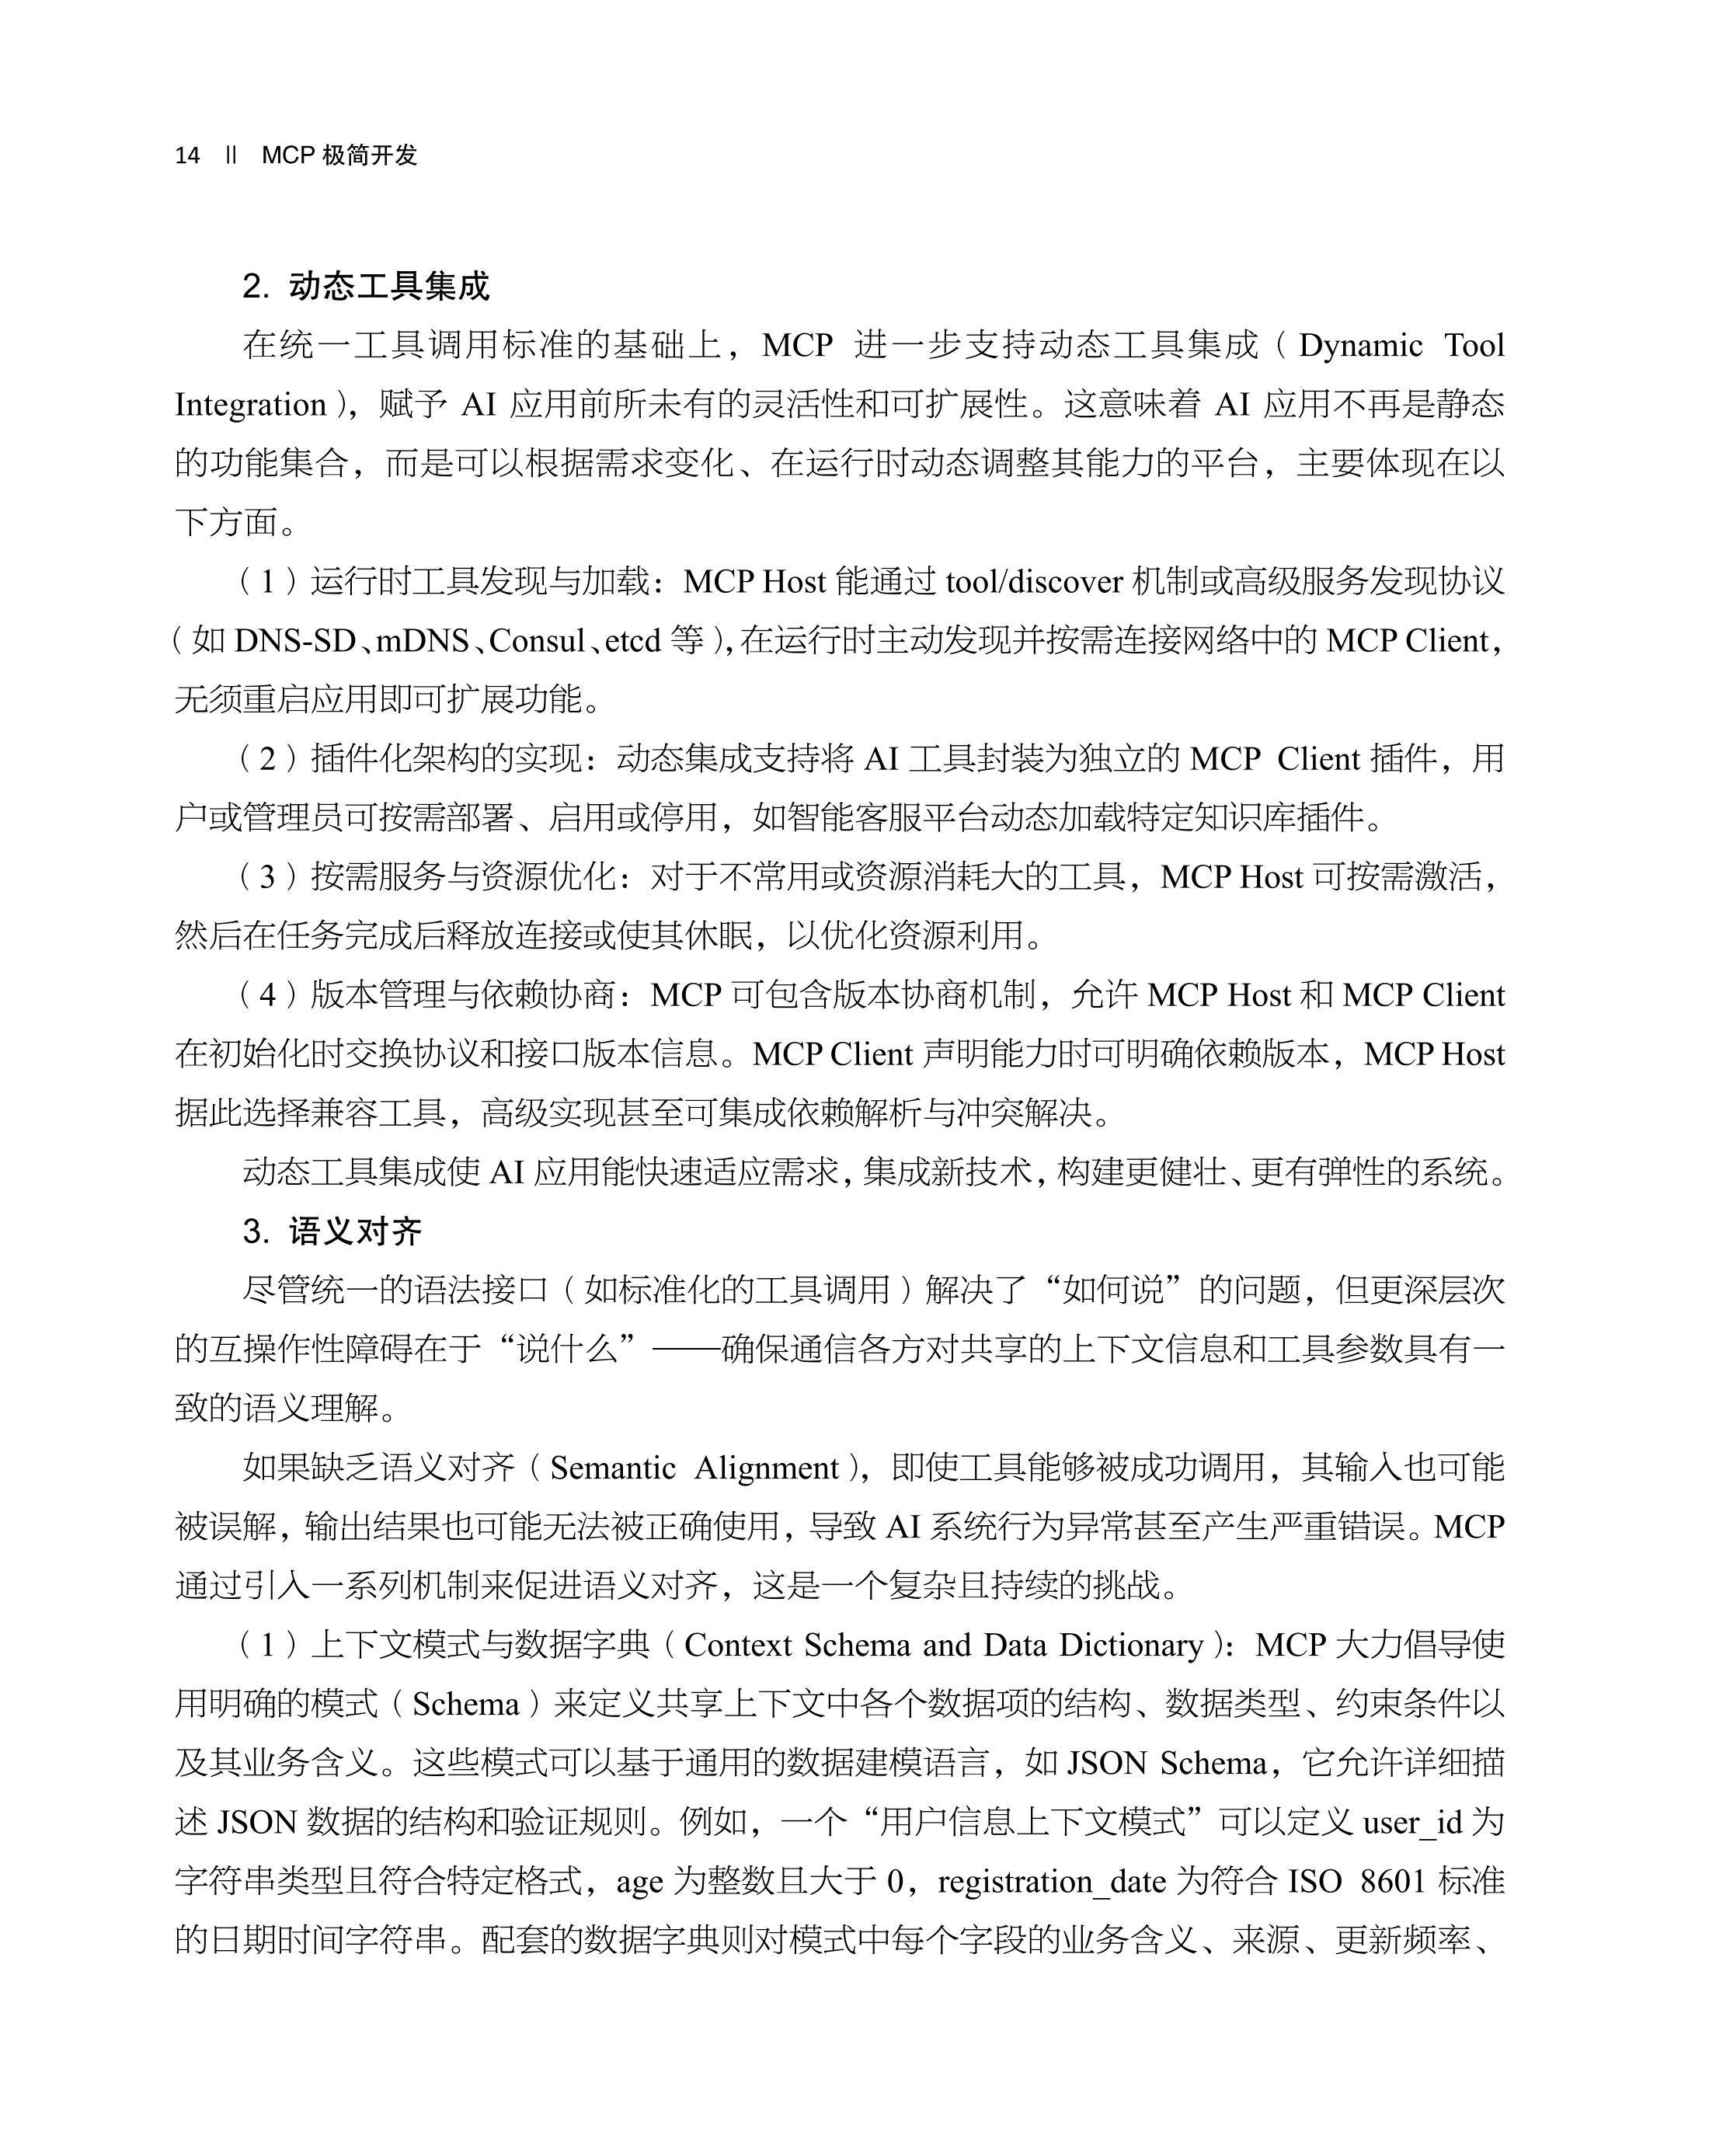 14 || MCP 极简开发
2. 动态工具集成
在统一工具调用标准的基础上，MCP 进一步支持动态工具集成（Dynamic Tool
Integration），赋予 AI 应用前所未有的灵活性和可扩展性。这意味着 AI 应用不再是静态
的功能集合，而是可以根据需求变化、在运行时动态调整其能力的平台，主要体现在以
下方面。
（1）运行时工具发现与加载：MCP Host 能通过 tool/discover 机制或高级服务发现协议
（如 DNS-SD、mDNS、Consul、etcd 等），在运行时主动发现并按需连接网络中的 MCP Client，
无须重启应用即可扩展功能。
（2）插件化架构的实现：动态集成支持将 AI 工具封装为独立的 MCP Client 插件，用
户或管理员可按需部署、启用或停用，如智能客服平台动态加载特定知识库插件。
（3）按需服务与资源优化：对于不常用或资源消耗大的工具，MCP Host 可按需激活，
然后在任务完成后释放连接或使其休眠，以优化资源利用。
（4）版本管理与依赖协商：MCP 可包含版本协商机制，允许 MCP Host 和 MCP Client
在初始化时交换协议和接口版本信息。MCP Client 声明能力时可明确依赖版本，MCP Host
据此选择兼容工具，高级实现甚至可集成依赖解析与冲突解决。
动态工具集成使 AI 应用能快速适应需求，集成新技术，构建更健壮、更有弹性的系统。
3. 语义对齐
尽管统一的语法接口（如标准化的工具调用）解决了“如何说”的问题，但更深层次
的互操作性障碍在于“说什么”——确保通信各方对共享的上下文信息和工具参数具有一
致的语义理解。
如果缺乏语义对齐（Semantic Alignment），即使工具能够被成功调用，其输入也可能
被误解，输出结果也可能无法被正确使用，导致 AI 系统行为异常甚至产生严重错误。MCP
通过引入一系列机制来促进语义对齐，这是一个复杂且持续的挑战。
（1）上下文模式与数据字典（Context Schema and Data Dictionary）：MCP 大力倡导使
用明确的模式（Schema）来定义共享上下文中各个数据项的结构、数据类型、约束条件以
及其业务含义。这些模式可以基于通用的数据建模语言，如 JSON Schema，它允许详细描
述 JSON 数据的结构和验证规则。例如，一个“用户信息上下文模式”可以定义 user_id 为
字符串类型且符合特定格式，age 为整数且大于 0，registration_date 为符合 ISO 8601 标准
的日期时间字符串。配套的数据字典则对模式中每个字段的业务含义、来源、更新频率、